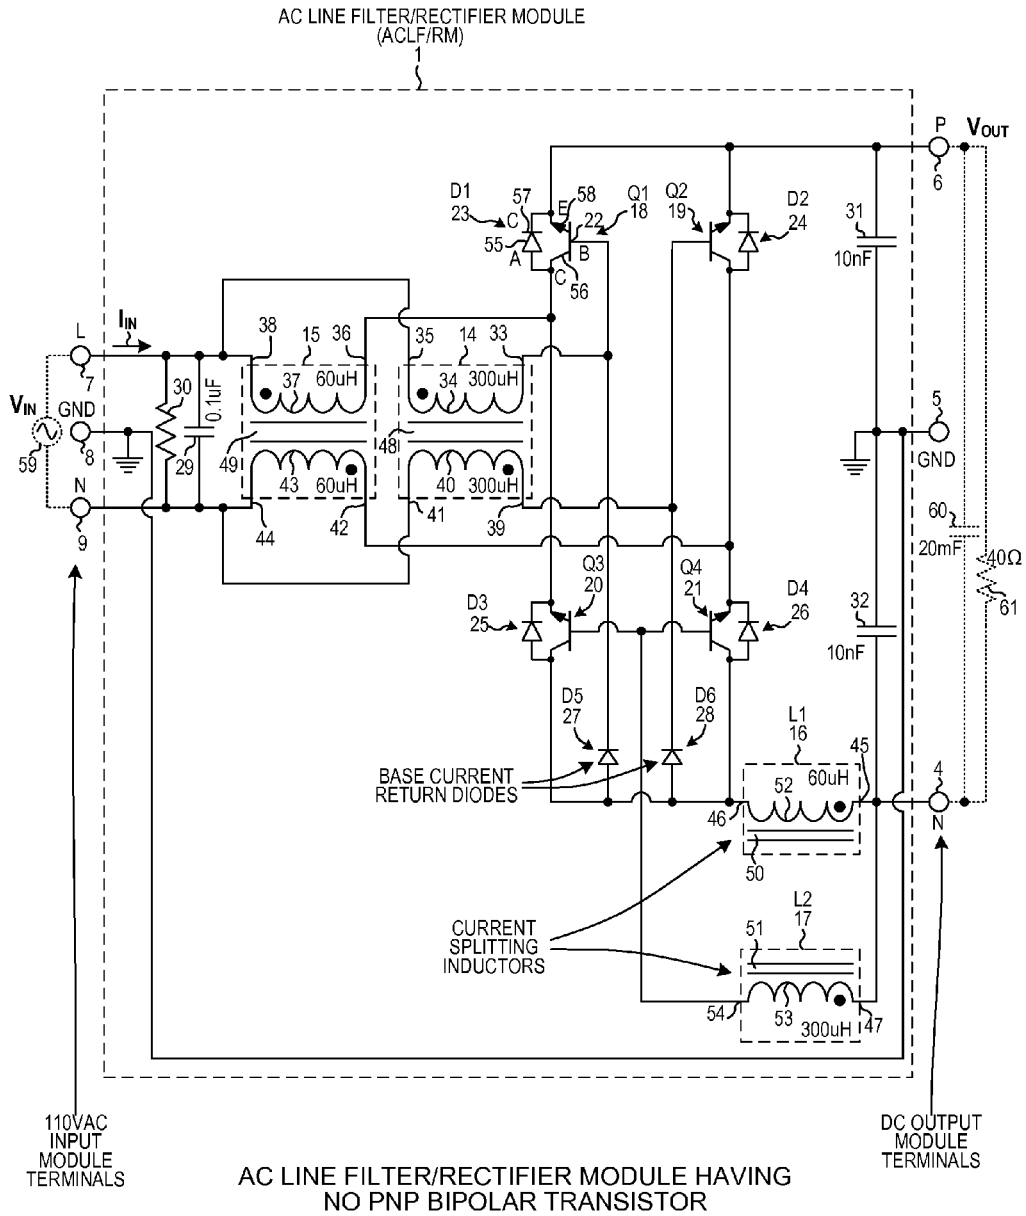 AC LINE FILTER/RECTIFIER MODULE
(ACLF/RM)
1
P
VOUT
6
D1
23
57
58
C
E
22
55
A
B
C
56
Q1
18
Q2
19
D2
24
31
10nF
L
IIN
7
38
15
36
35
14
33
30
0.1uF
37
60uH
34
300uH
VIN
GND
59
8
29
49
48
43
60uH
40
300uH
N
9
44
42
41
39
5
GND
60
20mF
40Ω
61
Q3
20
Q4
21
D3
25
D4
26
32
10nF
D5
27
D6
28
BASE CURRENT
RETURN DIODES
L1
16
45
60uH
52
46
50
4
N
CURRENT
SPLITTING
INDUCTORS
L2
17
51
54
53
47
300uH
110VAC
INPUT
MODULE
TERMINALS
DC OUTPUT
MODULE
TERMINALS
AC LINE FILTER/RECTIFIER MODULE HAVING
NO PNP BIPOLAR TRANSISTOR